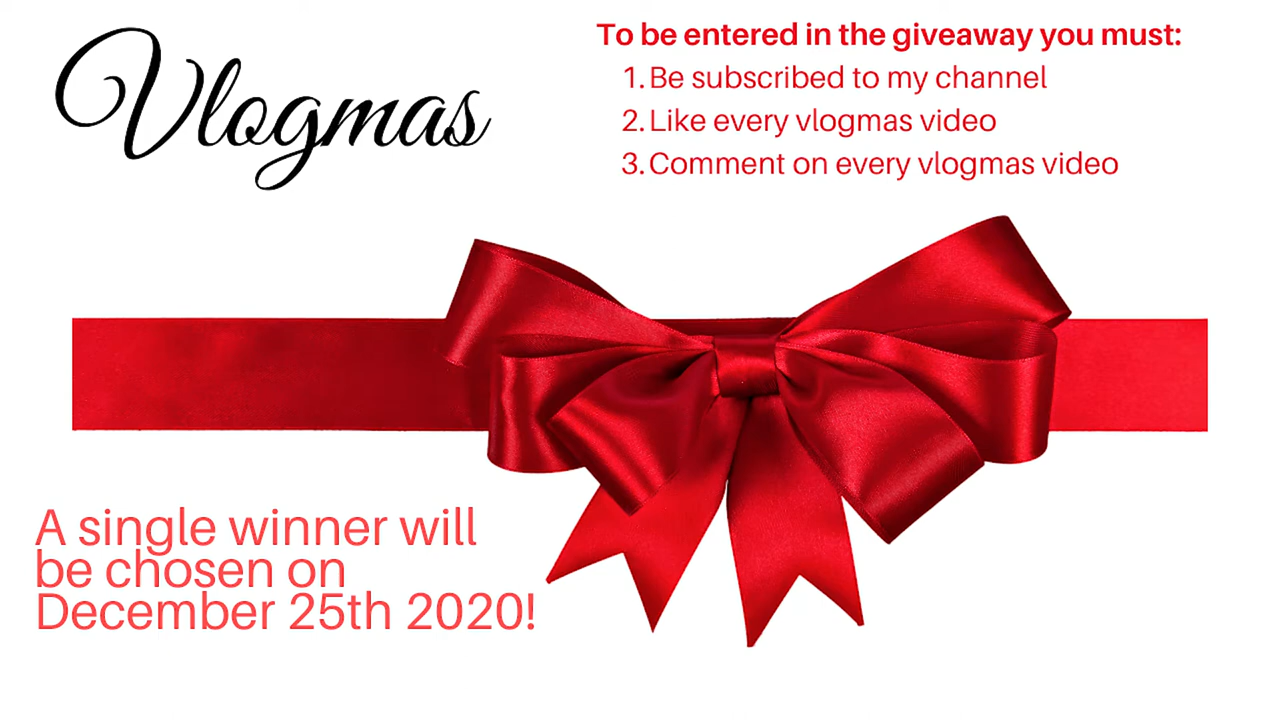 Vlogmas
To be entered in the giveaway you must:
1. Be subscribed to my channel
2. Like every vlogmas video
3. Comment on every vlogmas video
A single winner will
be chosen on
December 25th 2020!